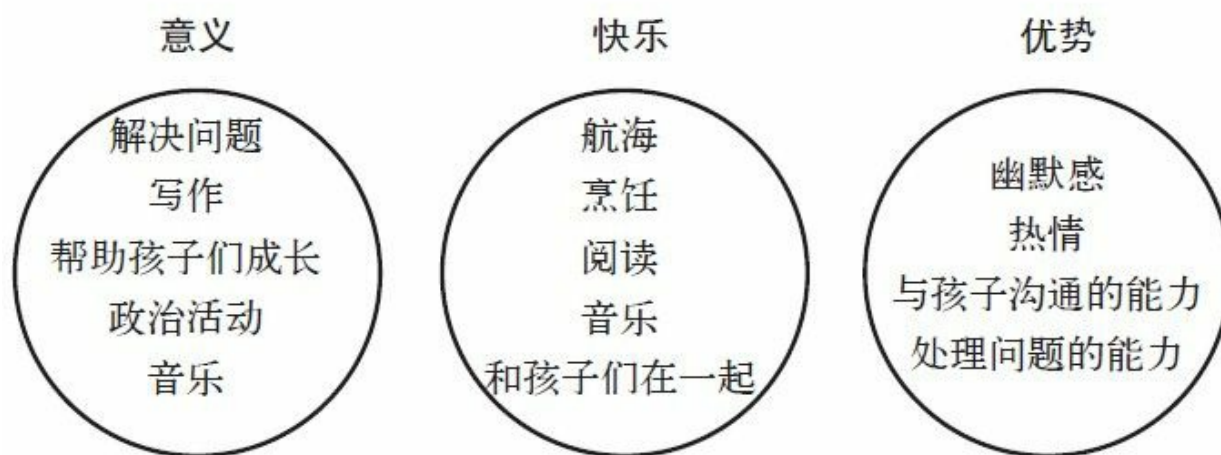 意义
解决问题
写作
帮助孩子们成长
政治活动
音乐
快乐
航海
烹饪
阅读
音乐
和孩子们在一起
优势
幽默感
热情
与孩子沟通的能力
处理问题的能力